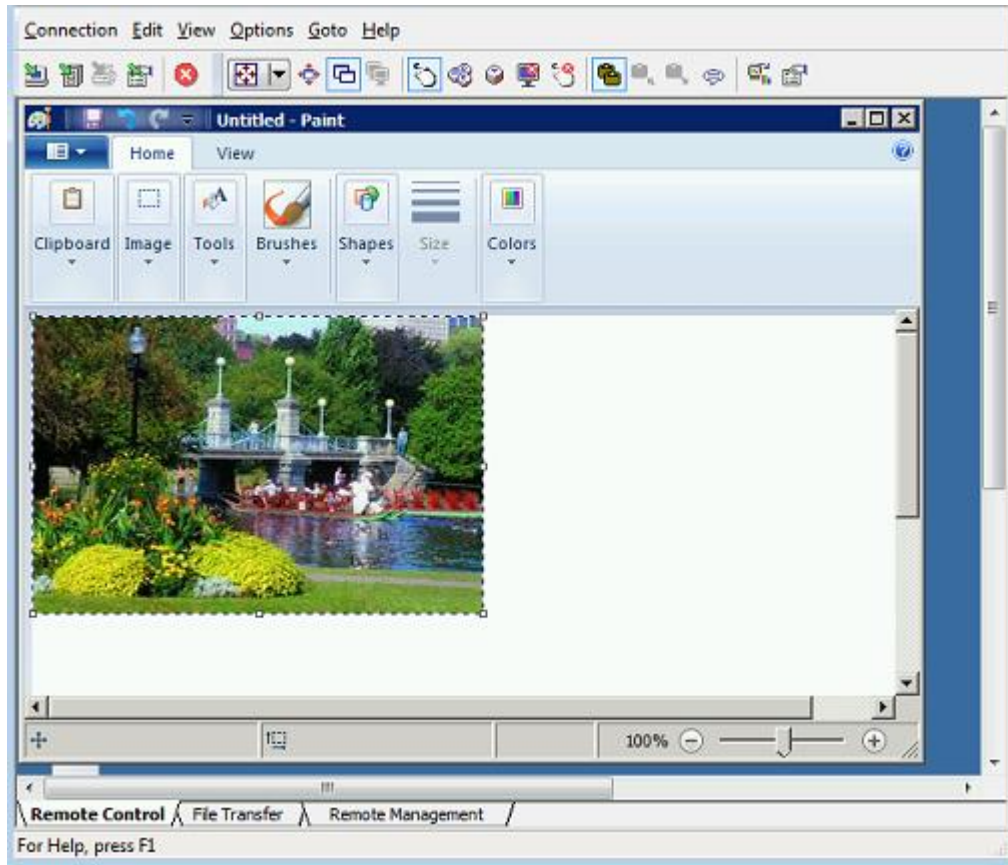 Connection Edit View Options Goto Help
Untitled - Paint
Home View
Clipboard Image Tools Brushes Shapes Size Colors
100%
Remote Control File Transfer Remote Management
For Help, press F1